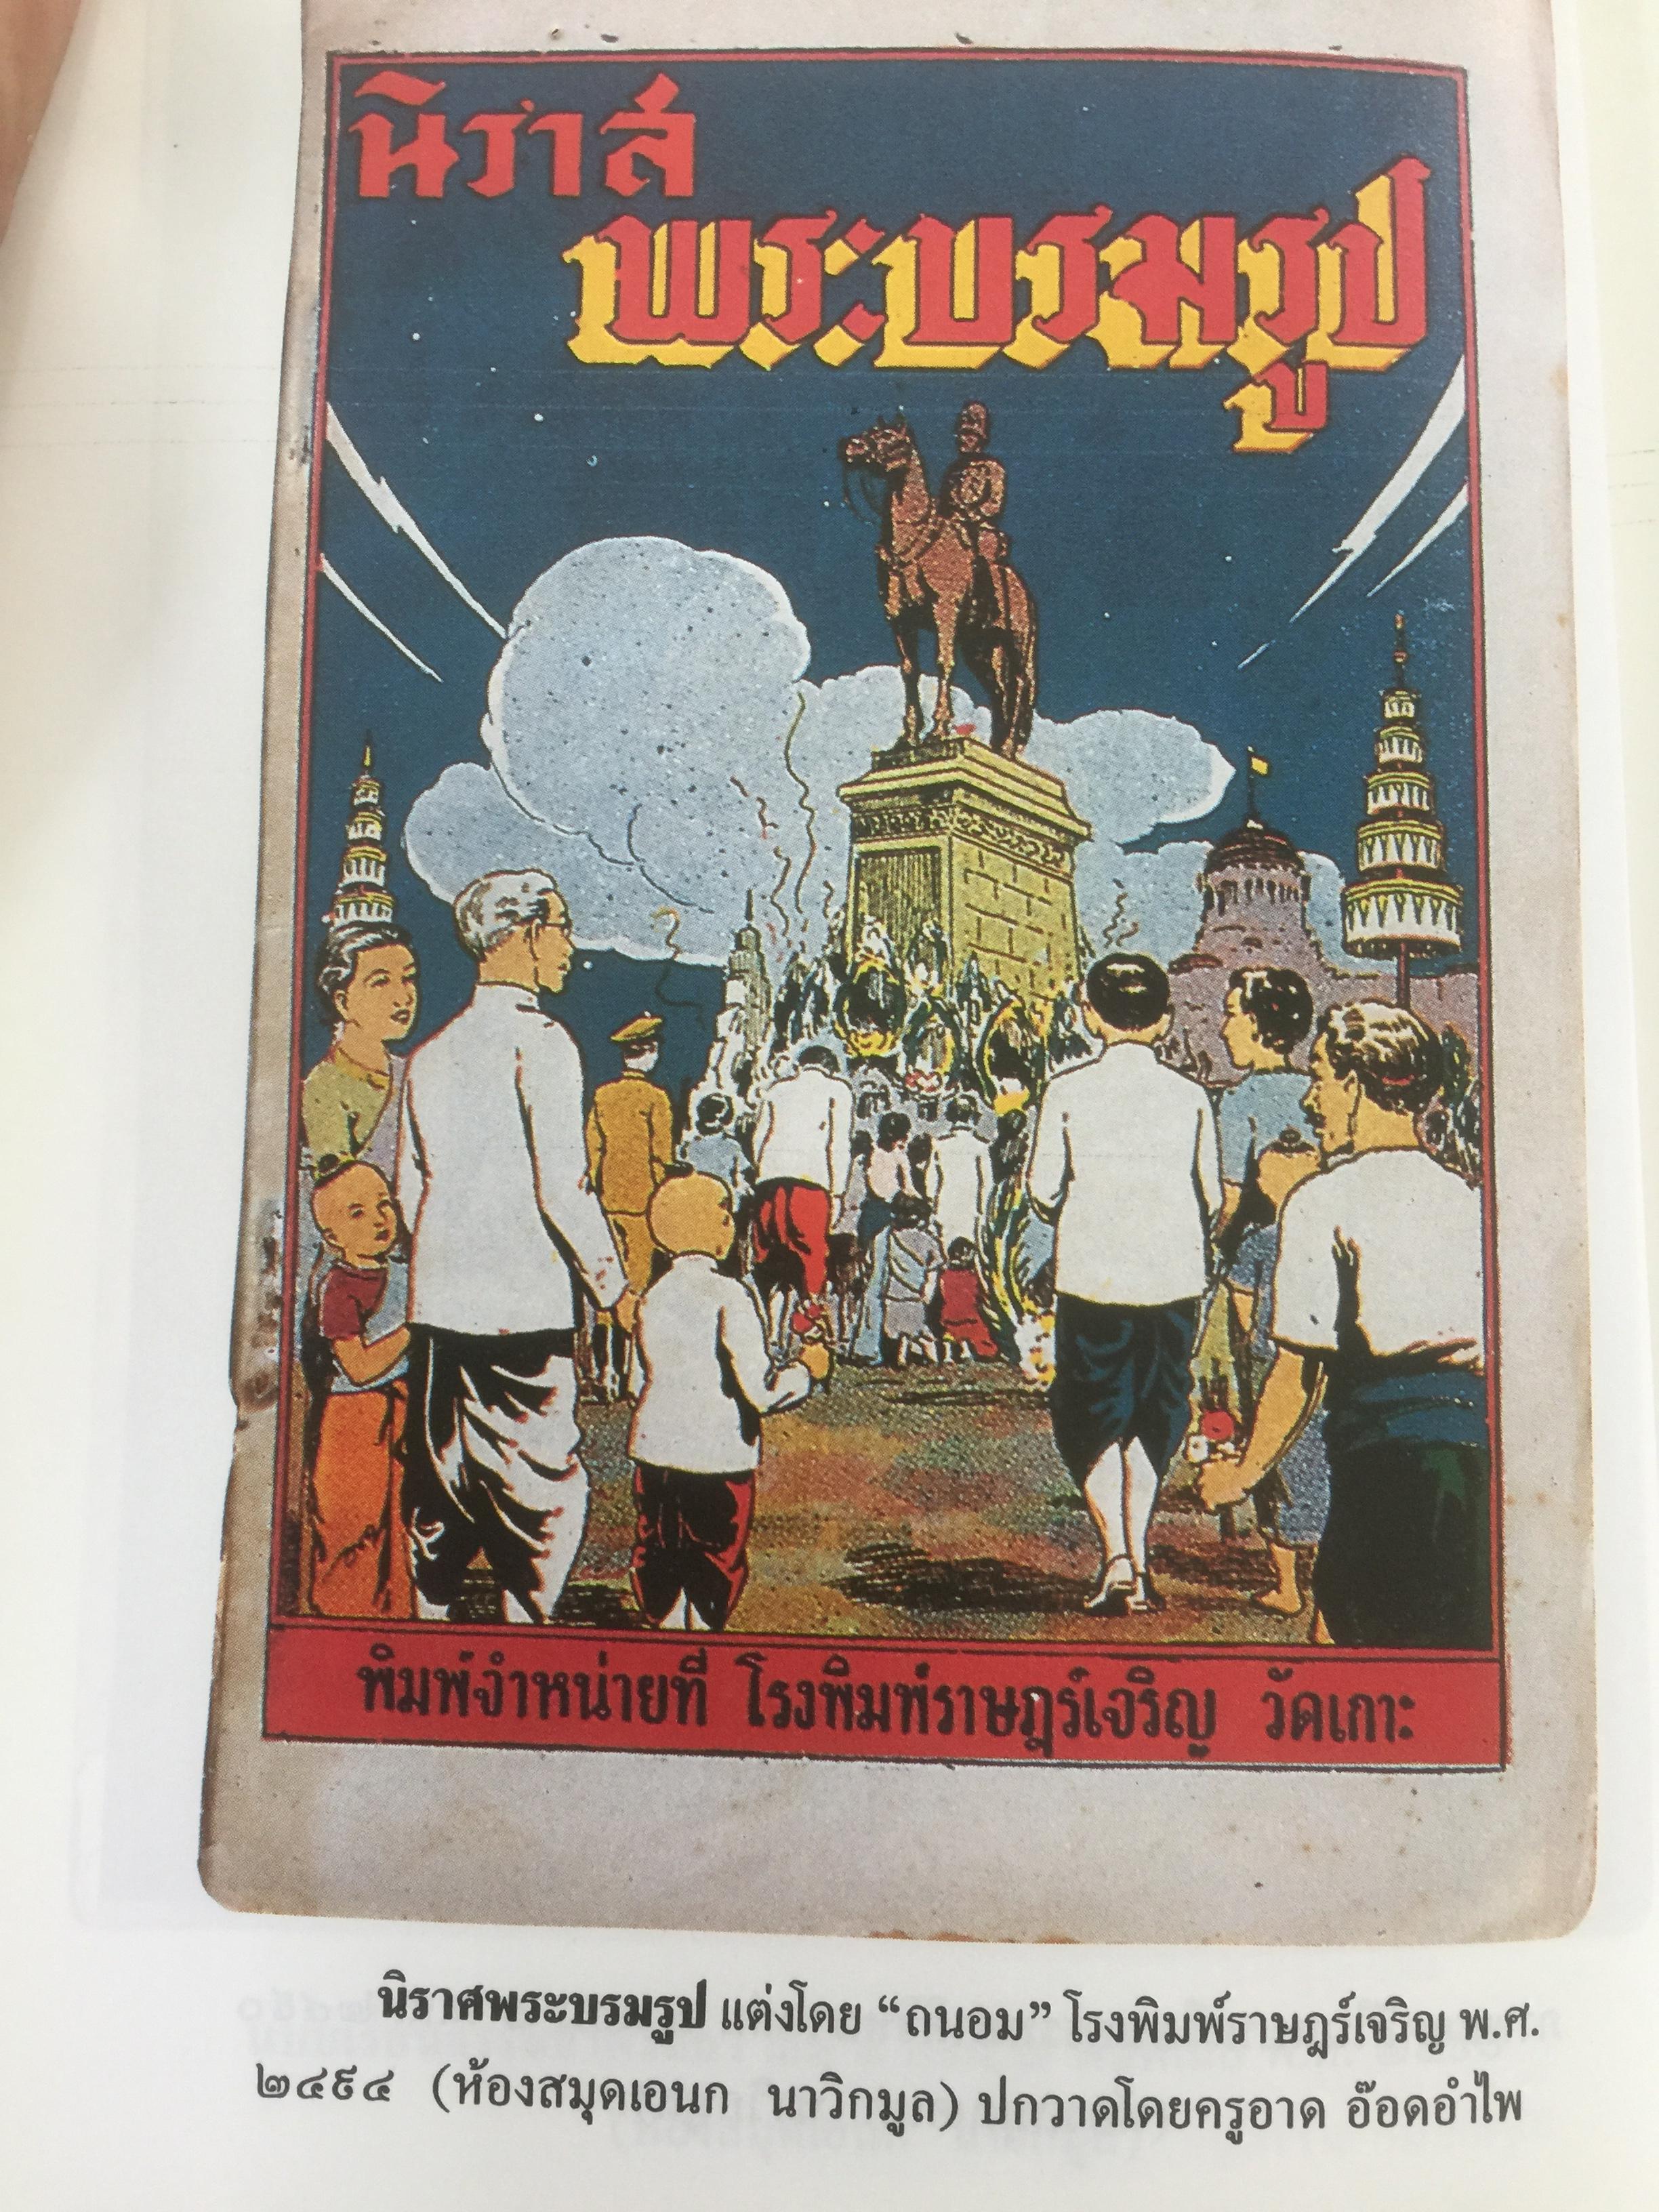 นิราส
พระบรมรูป
พิมพ์จำหน่ายที่ โรงพิมพ์ราษฎร์เจริญ วัดเกาะ
นิราศพระบรมรูป แต่งโดย “ถนอม” โรงพิมพ์ราษฎร์เจริญ พ.ศ.
๒๔๙๔ (ห้องสมุดเอนก นาวิกมูล) ปกวาดโดยครูอาด อ๊อดอำไพ